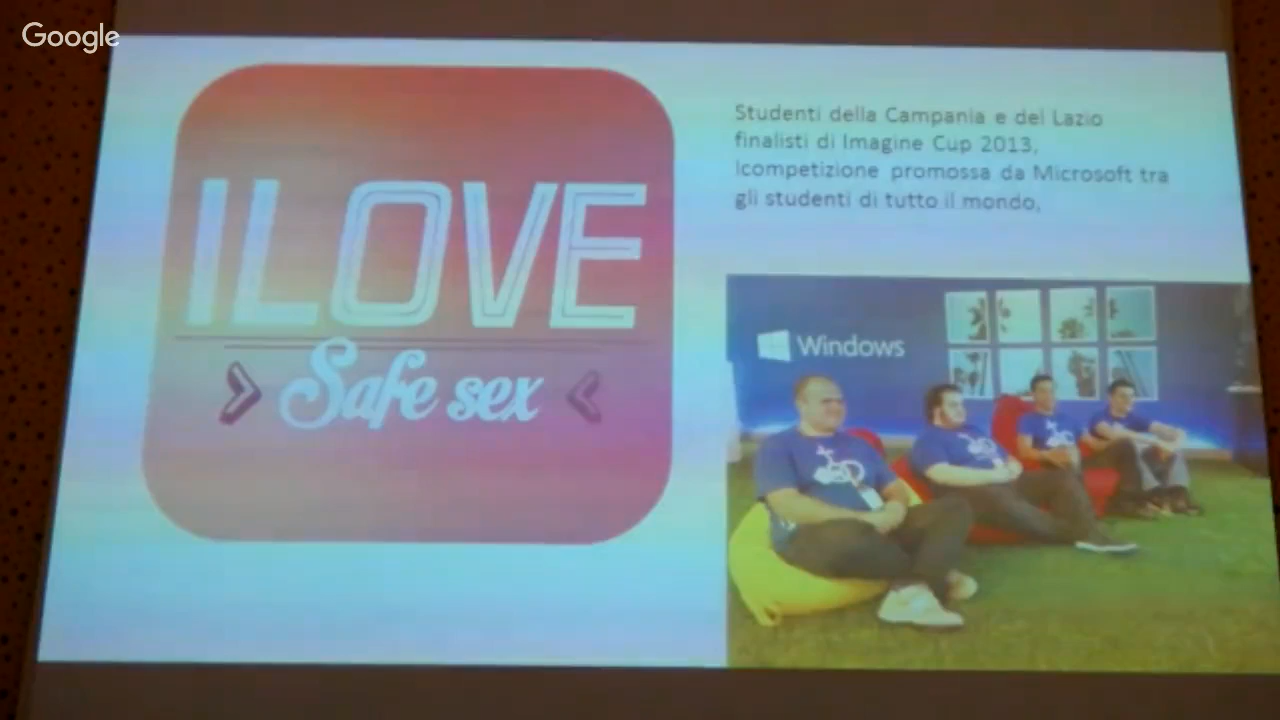 Google
I LOVE
Safe sex
Studenti della Campania e del Lazio
finalisti di Imagine Cup 2013,
lcompetizione promossa da Microsoft tra
gli studenti di tutto il mondo,
Windows